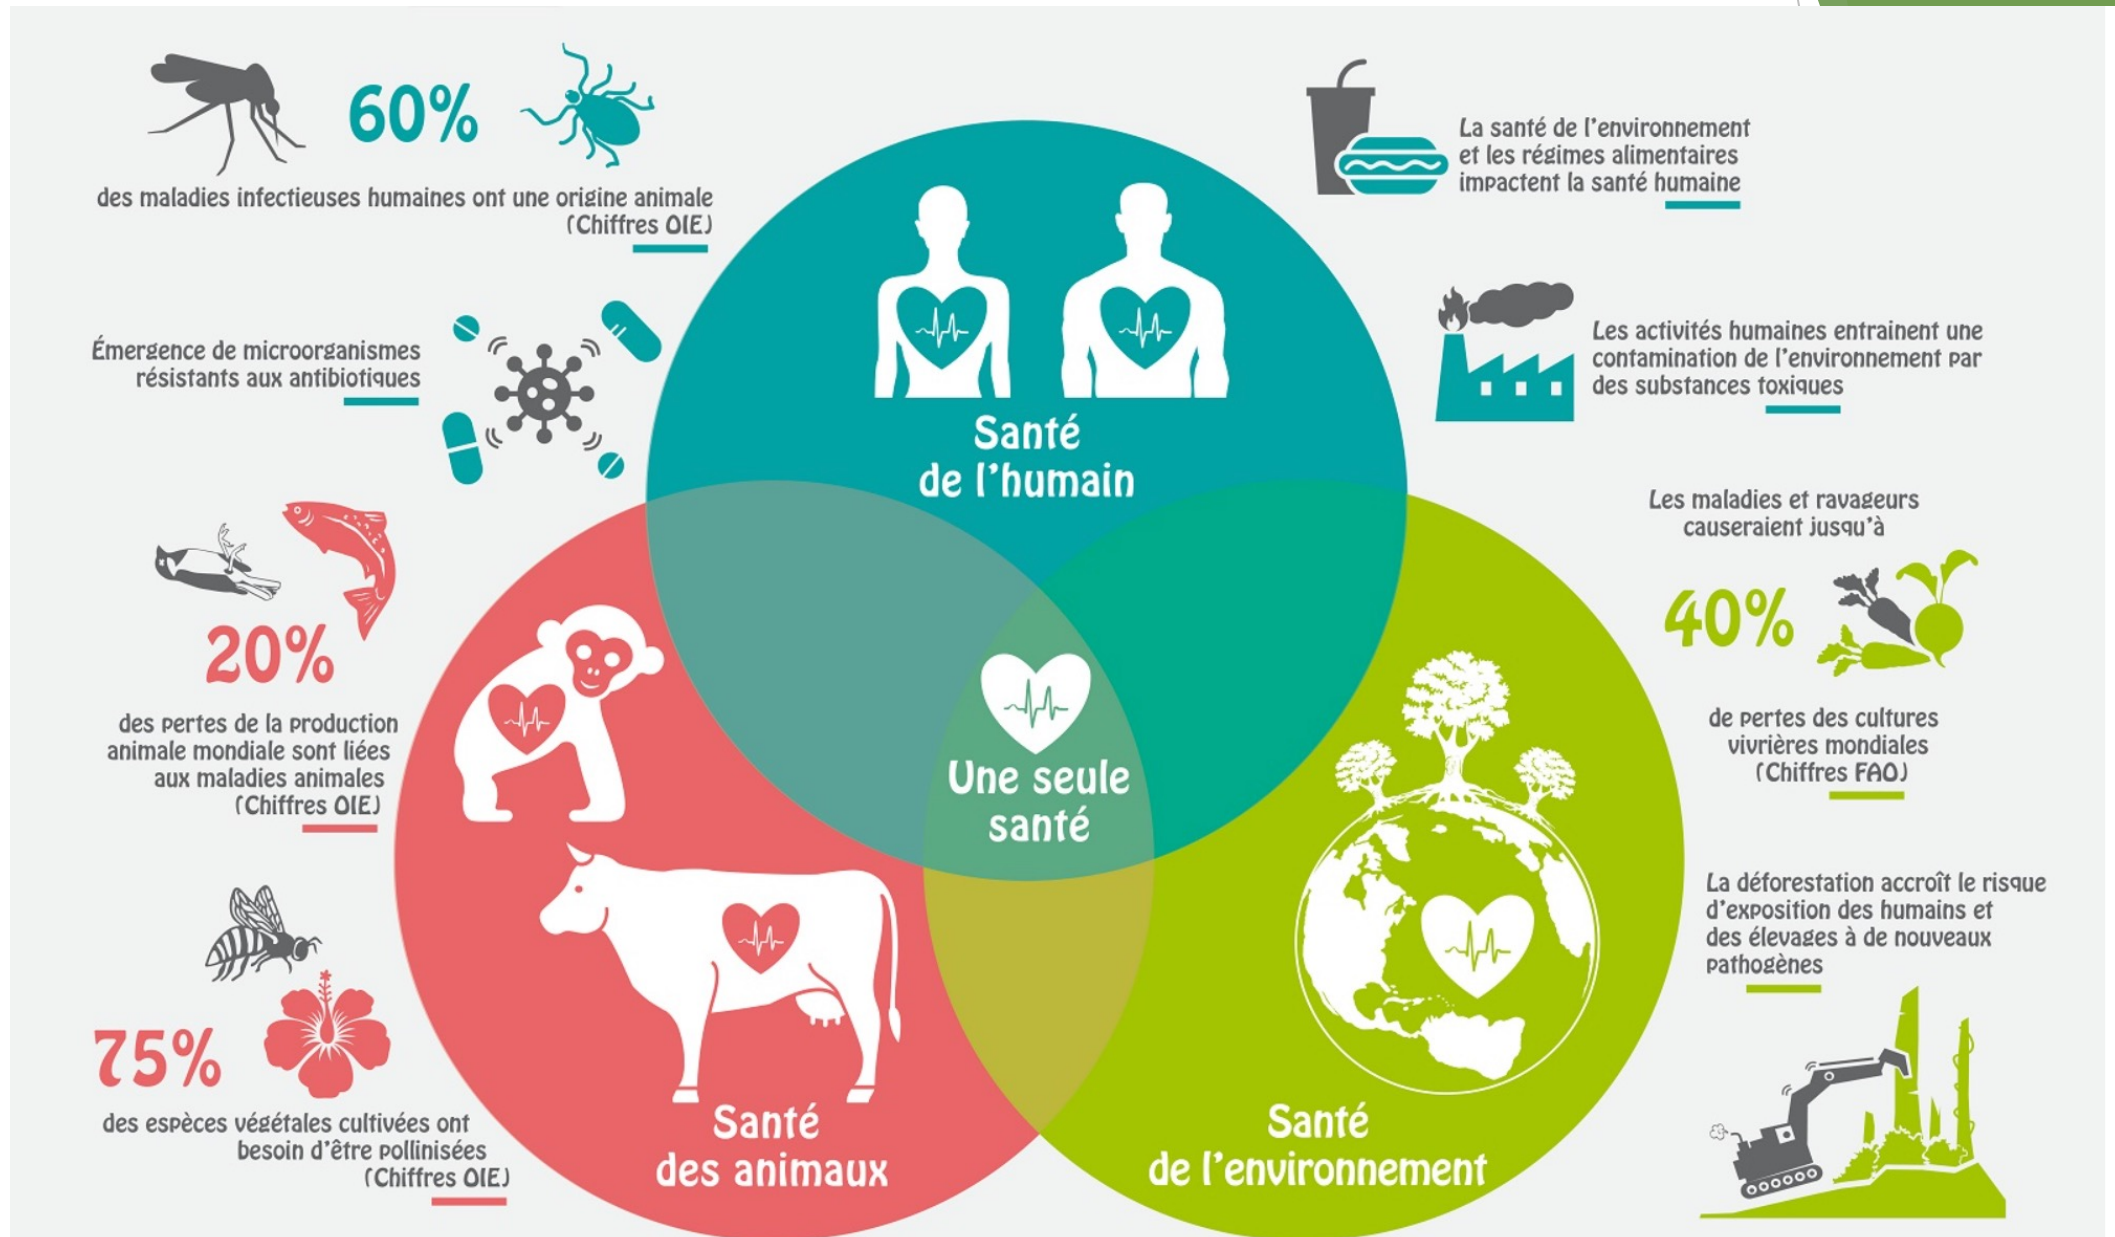 60%
des maladies infectieuses humaines ont une origine animale
(Chiffres OIE)
Émergence de microorganismes
résistants aux antibiotiques
20%
des pertes de la production
animale mondiale sont liées
aux maladies animales
(Chiffres OIE)
75%
des espèces végétales cultivées ont
besoin d'être pollinisées
(Chiffres OIE)
Santé
de l'humain
Une seule
santé
Santé
des animaux
Santé
de l'environnement
La santé de l'environnement
et les régimes alimentaires
impactent la santé humaine
Les activités humaines entrainent une
contamination de l'environnement par
des substances toxiques
Les maladies et ravageurs
causeraient jusqu'à
40%
de pertes des cultures
vivrières mondiales
(Chiffres FAO)
La déforestation accroît le risque
d'exposition des humains et
des élevages à de nouveaux
pathogènes